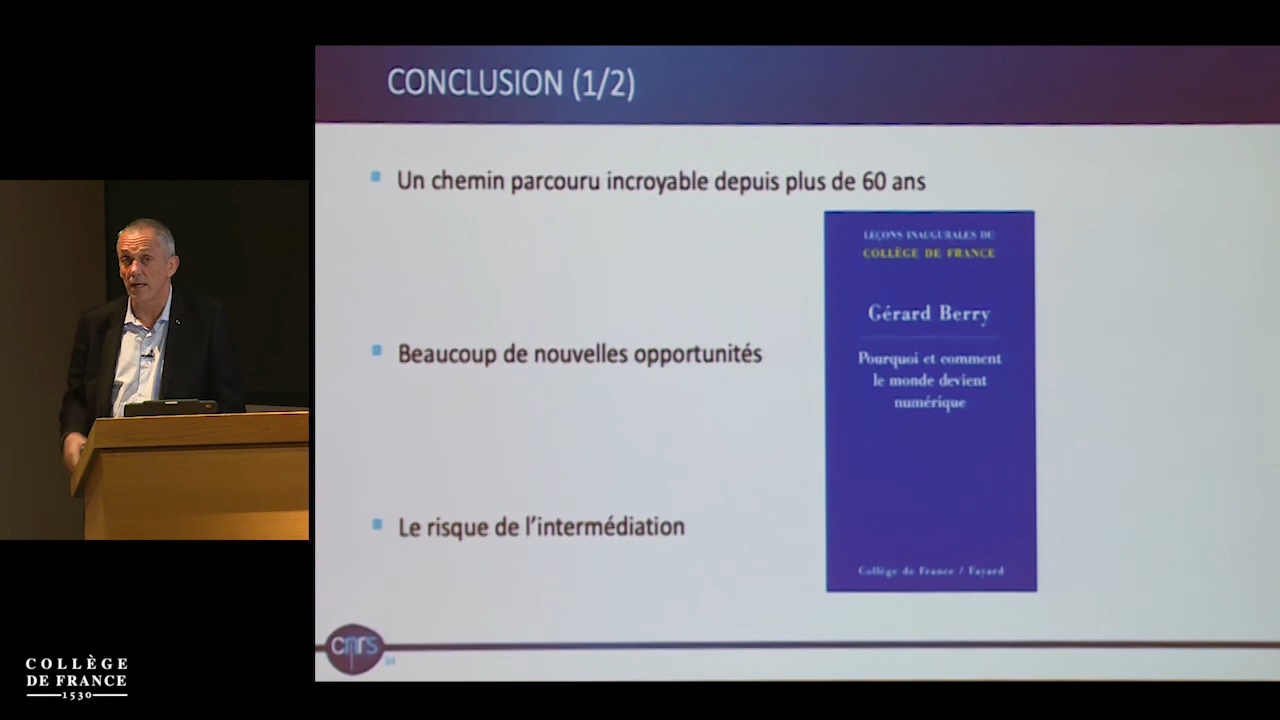 CONCLUSION (1/2)
Un chemin parcouru incroyable depuis plus de 60 ans
Beaucoup de nouvelles opportunités
Le risque de l'intermédiation
LEÇONS INAUGURALES DU
COLLÈGE DE FRANCE
Gérard Berry
Pourquoi et comment
le monde devient
numérique
Collège de France / Fayard
cnrs
COLLÈGE
DE FRANCE
1530